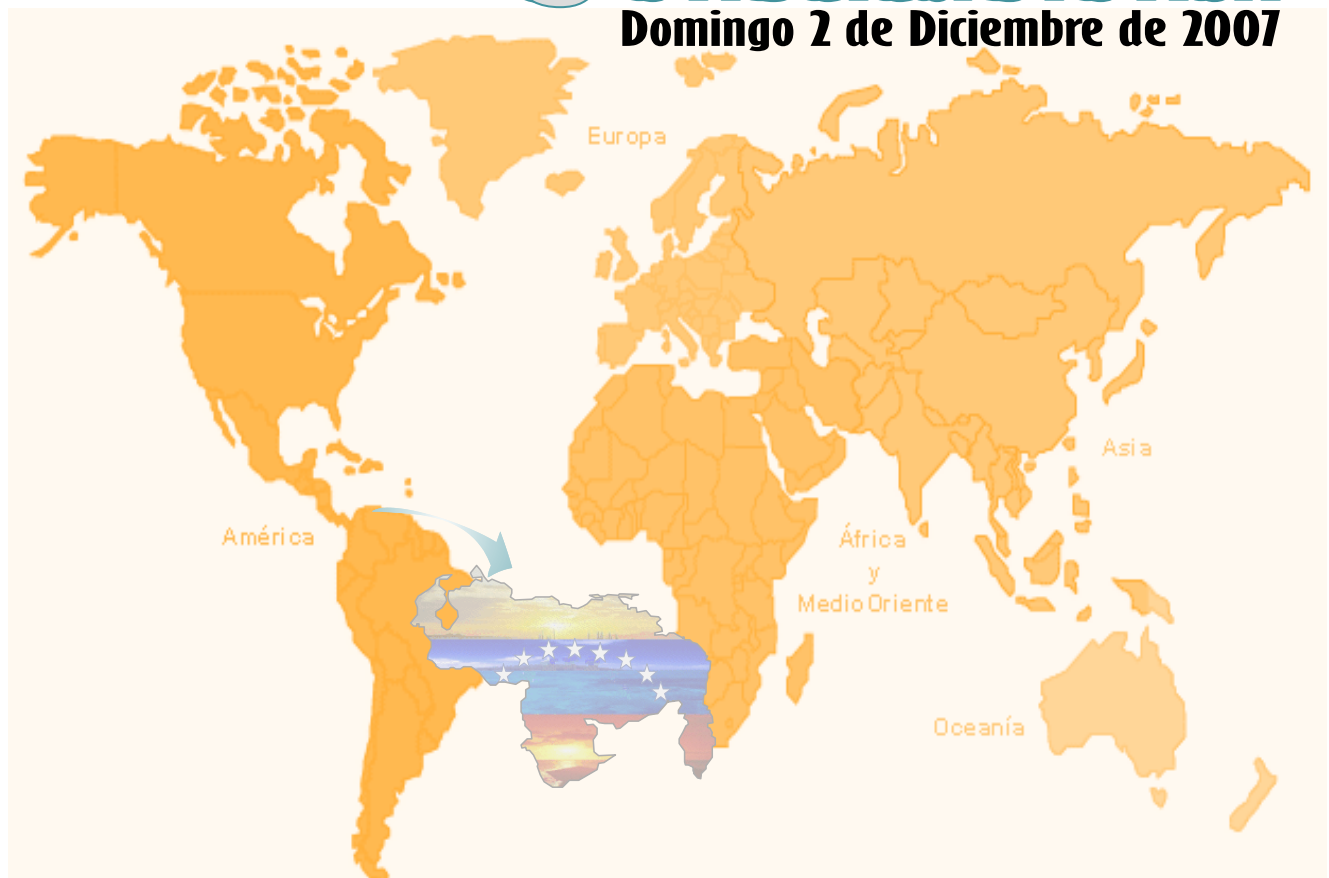 Domingo 2 de Diciembre de 2007
Europa
Asia
América
África
y
Medio Oriente
Oceanía